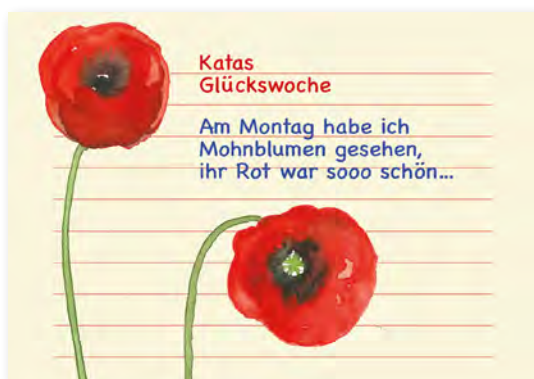 Katas
Glückswoche
Am Montag habe ich
Mohnblumen gesehen,
ihr Rot war sooo schön...